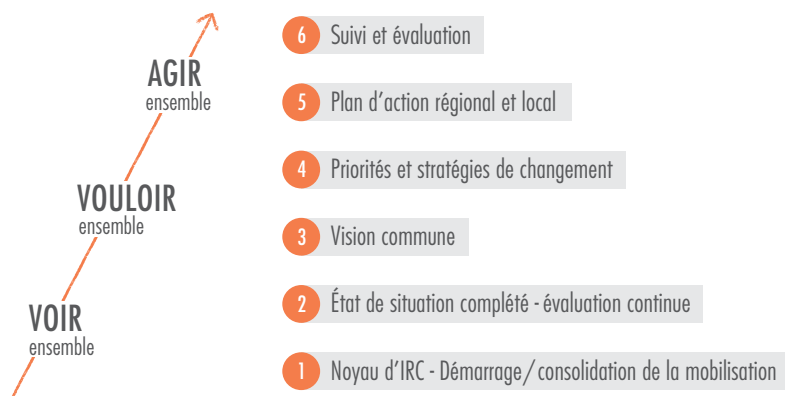 6 Suivi et évaluation
AGIR
ensemble
5 Plan d'action régional et local
4 Priorités et stratégies de changement
VOULOIR
ensemble
3 Vision commune
2 État de situation complété - évaluation continue
VOIR
ensemble
1 Noyau d'IRC - Démarrage/consolidation de la mobilisation